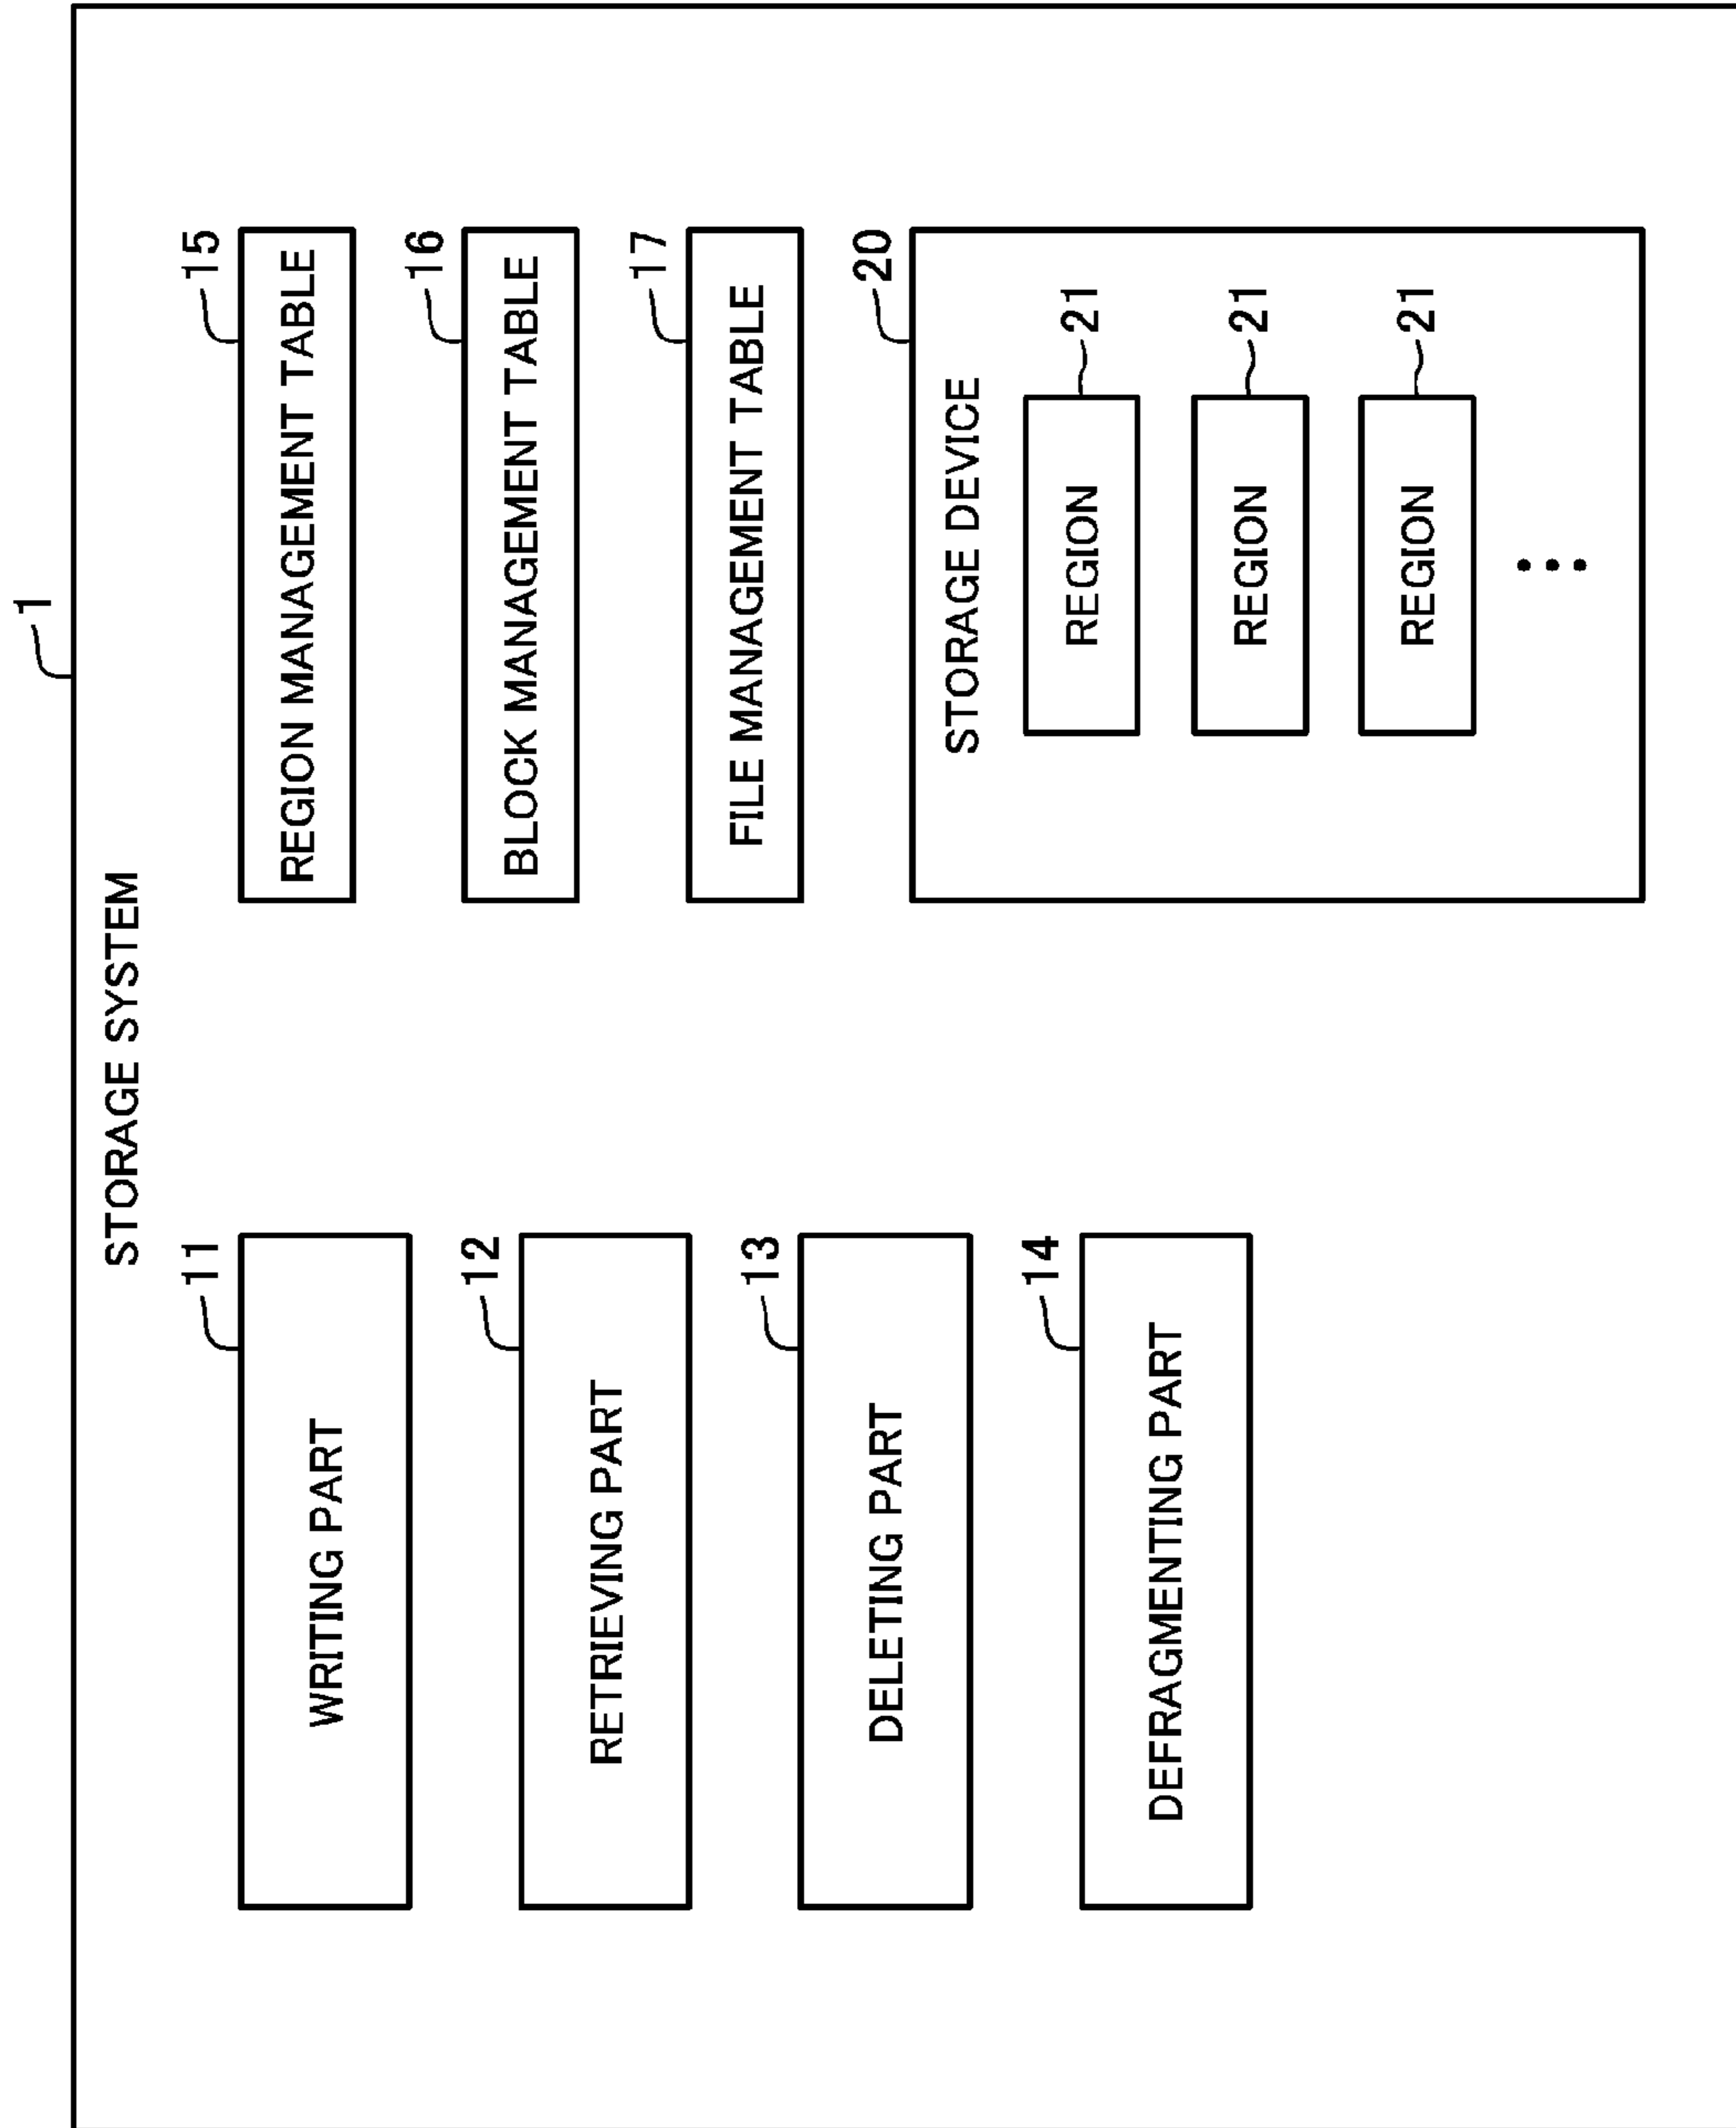 1
STORAGE SYSTEM
11
WRITING PART
12
RETRIEVING PART
13
DELETING PART
14
DEFRAGMENTING PART
15
REGION MANAGEMENT TABLE
16
BLOCK MANAGEMENT TABLE
17
FILE MANAGEMENT TABLE
20
STORAGE DEVICE
21
REGION
21
REGION
21
REGION